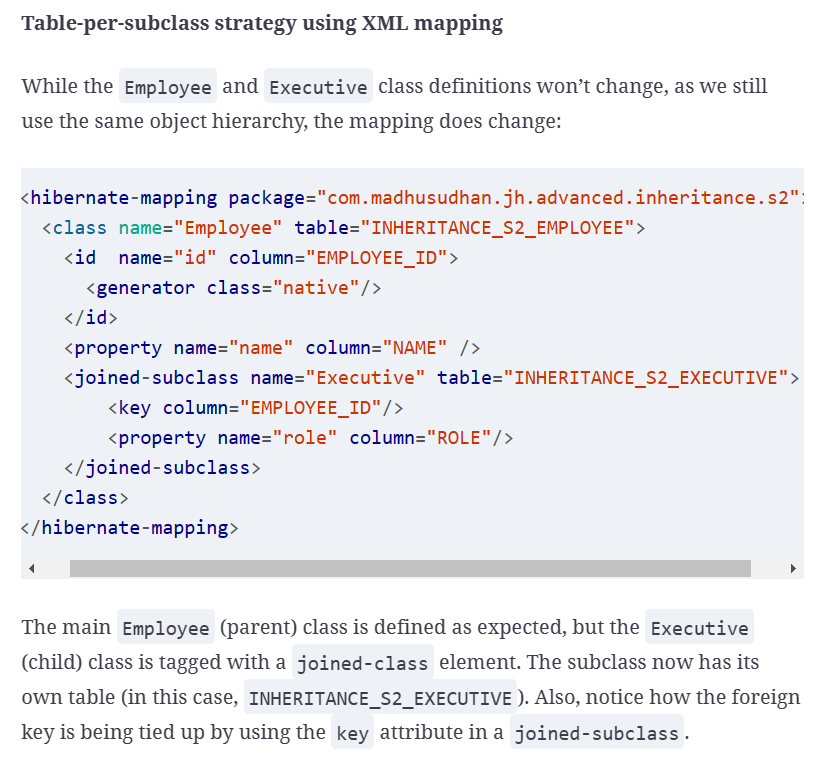 Table-per-subclass strategy using XML mapping
While the Employee and Executive class definitions won’t change, as we still
use the same object hierarchy, the mapping does change:
<hibernate-mapping package="com.madhusudhan.jh.advanced.inheritance.s2">
  <class name="Employee" table="INHERITANCE_S2_EMPLOYEE">
    <id  name="id" column="EMPLOYEE_ID">
      <generator class="native"/>
    </id>
    <property name="name" column="NAME" />
    <joined-subclass name="Executive" table="INHERITANCE_S2_EXECUTIVE">
        <key column="EMPLOYEE_ID"/>
        <property name="role" column="ROLE"/>
    </joined-subclass>
  </class>
</hibernate-mapping>
The main Employee (parent) class is defined as expected, but the Executive
(child) class is tagged with a joined-class element. The subclass now has its
own table (in this case, INHERITANCE_S2_EXECUTIVE). Also, notice how the foreign
key is being tied up by using the key attribute in a joined-subclass.